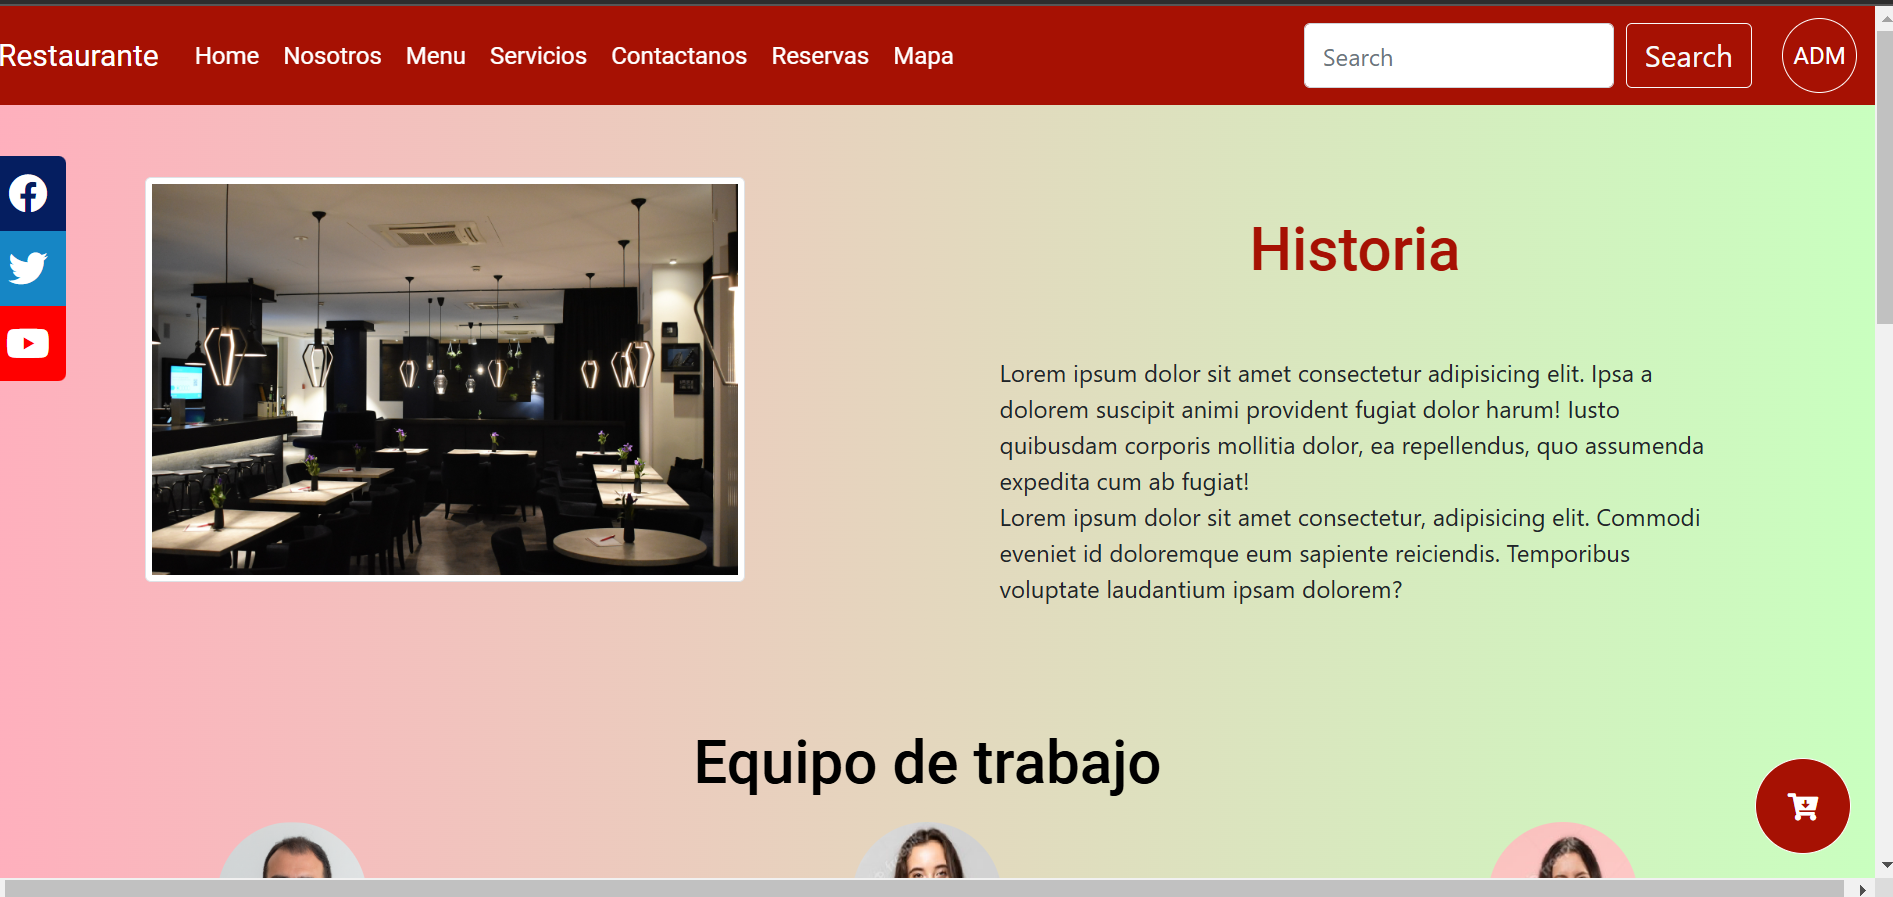 Restaurante Home Nosotros Menu Servicios Contactanos Reservas Mapa Search Search ADM
Historia
Lorem ipsum dolor sit amet consectetur adipisicing elit. Ipsa a
dolorem suscipit animi provident fugiat dolor harum! Iusto
quibusdam corporis mollitia dolor, ea repellendus, quo assumenda
expedita cum ab fugiat!
Lorem ipsum dolor sit amet consectetur, adipisicing elit. Commodi
eveniet id doloremque eum sapiente reiciendis. Temporibus
voluptate laudantium ipsam dolorem?
Equipo de trabajo